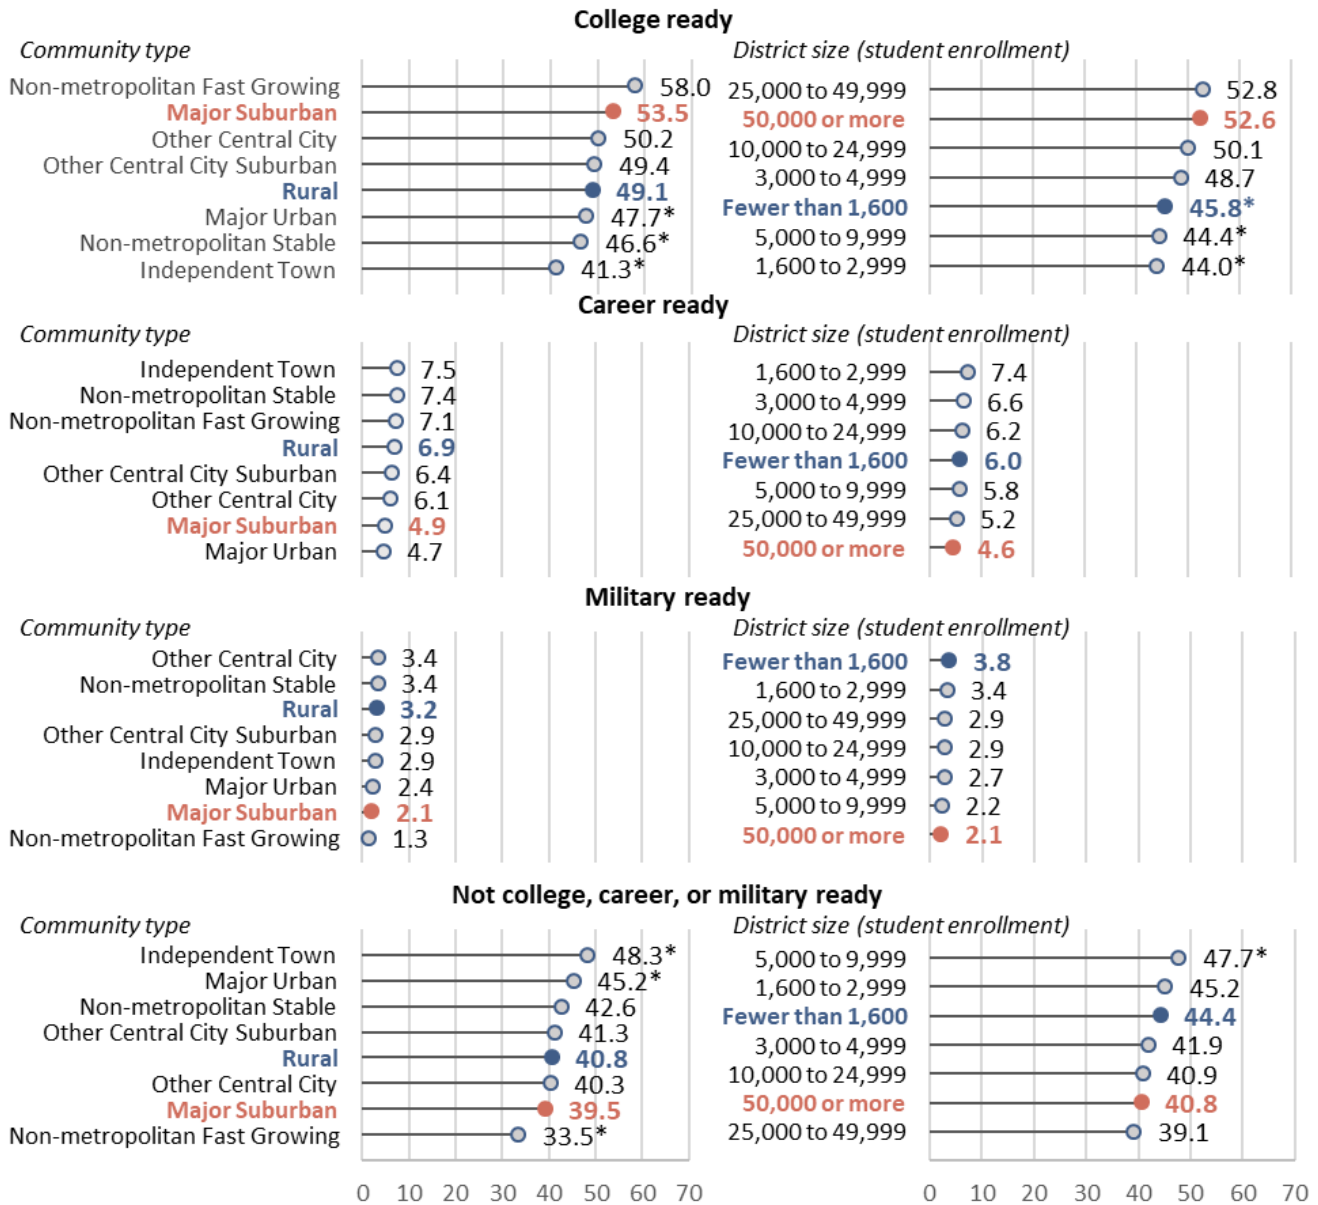 College ready
Community type
Non-metropolitan Fast Growing 58.0
Major Suburban 53.5
Other Central City 50.2
Other Central City Suburban 49.4
Rural 49.1
Major Urban 47.7*
Non-metropolitan Stable 46.6*
Independent Town 41.3*
District size (student enrollment)
25,000 to 49,999 52.8
50,000 or more 52.6
10,000 to 24,999 50.1
3,000 to 4,999 48.7
Fewer than 1,600 45.8*
5,000 to 9,999 44.4*
1,600 to 2,999 44.0*
Career ready
Community type
Independent Town 7.5
Non-metropolitan Stable 7.4
Non-metropolitan Fast Growing 7.1
Rural 6.9
Other Central City Suburban 6.4
Other Central City 6.1
Major Suburban 4.9
Major Urban 4.7
District size (student enrollment)
1,600 to 2,999 7.4
3,000 to 4,999 6.6
10,000 to 24,999 6.2
Fewer than 1,600 6.0
5,000 to 9,999 5.8
25,000 to 49,999 5.2
50,000 or more 4.6
Military ready
Community type
Other Central City 3.4
Non-metropolitan Stable 3.4
Rural 3.2
Other Central City Suburban 2.9
Independent Town 2.9
Major Urban 2.4
Major Suburban 2.1
Non-metropolitan Fast Growing 1.3
District size (student enrollment)
Fewer than 1,600 3.8
1,600 to 2,999 3.4
25,000 to 49,999 2.9
10,000 to 24,999 2.9
3,000 to 4,999 2.7
5,000 to 9,999 2.2
50,000 or more 2.1
Not college, career, or military ready
Community type
Independent Town 48.3*
Major Urban 45.2*
Non-metropolitan Stable 42.6
Other Central City Suburban 41.3
Rural 40.8
Other Central City 40.3
Major Suburban 39.5
Non-metropolitan Fast Growing 33.5*
0 10 20 30 40 50 60 70
District size (student enrollment)
5,000 to 9,999 47.7*
1,600 to 2,999 45.2
Fewer than 1,600 44.4
3,000 to 4,999 41.9
10,000 to 24,999 40.9
50,000 or more 40.8
25,000 to 49,999 39.1
0 10 20 30 40 50 60 70